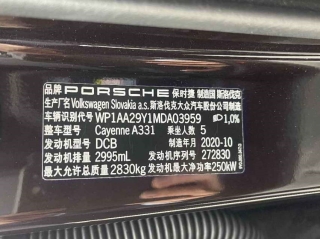 品牌 PORSCHE 保时捷 制造国 斯洛伐克
生产厂名 Volkswagen Slovakia a.s. 斯洛伐克大众汽车股份公司制造
车辆识别代号 WP1AA29Y1MDA03959 1,0%
整车型号 Cayenne A331 乘坐人数 5
发动机型号 DCB 制造年月 2020-10
发动机排量 2995mL 发动机序列号 272830
最大允许总质量 2830kg 发动机最大净功率 250kW